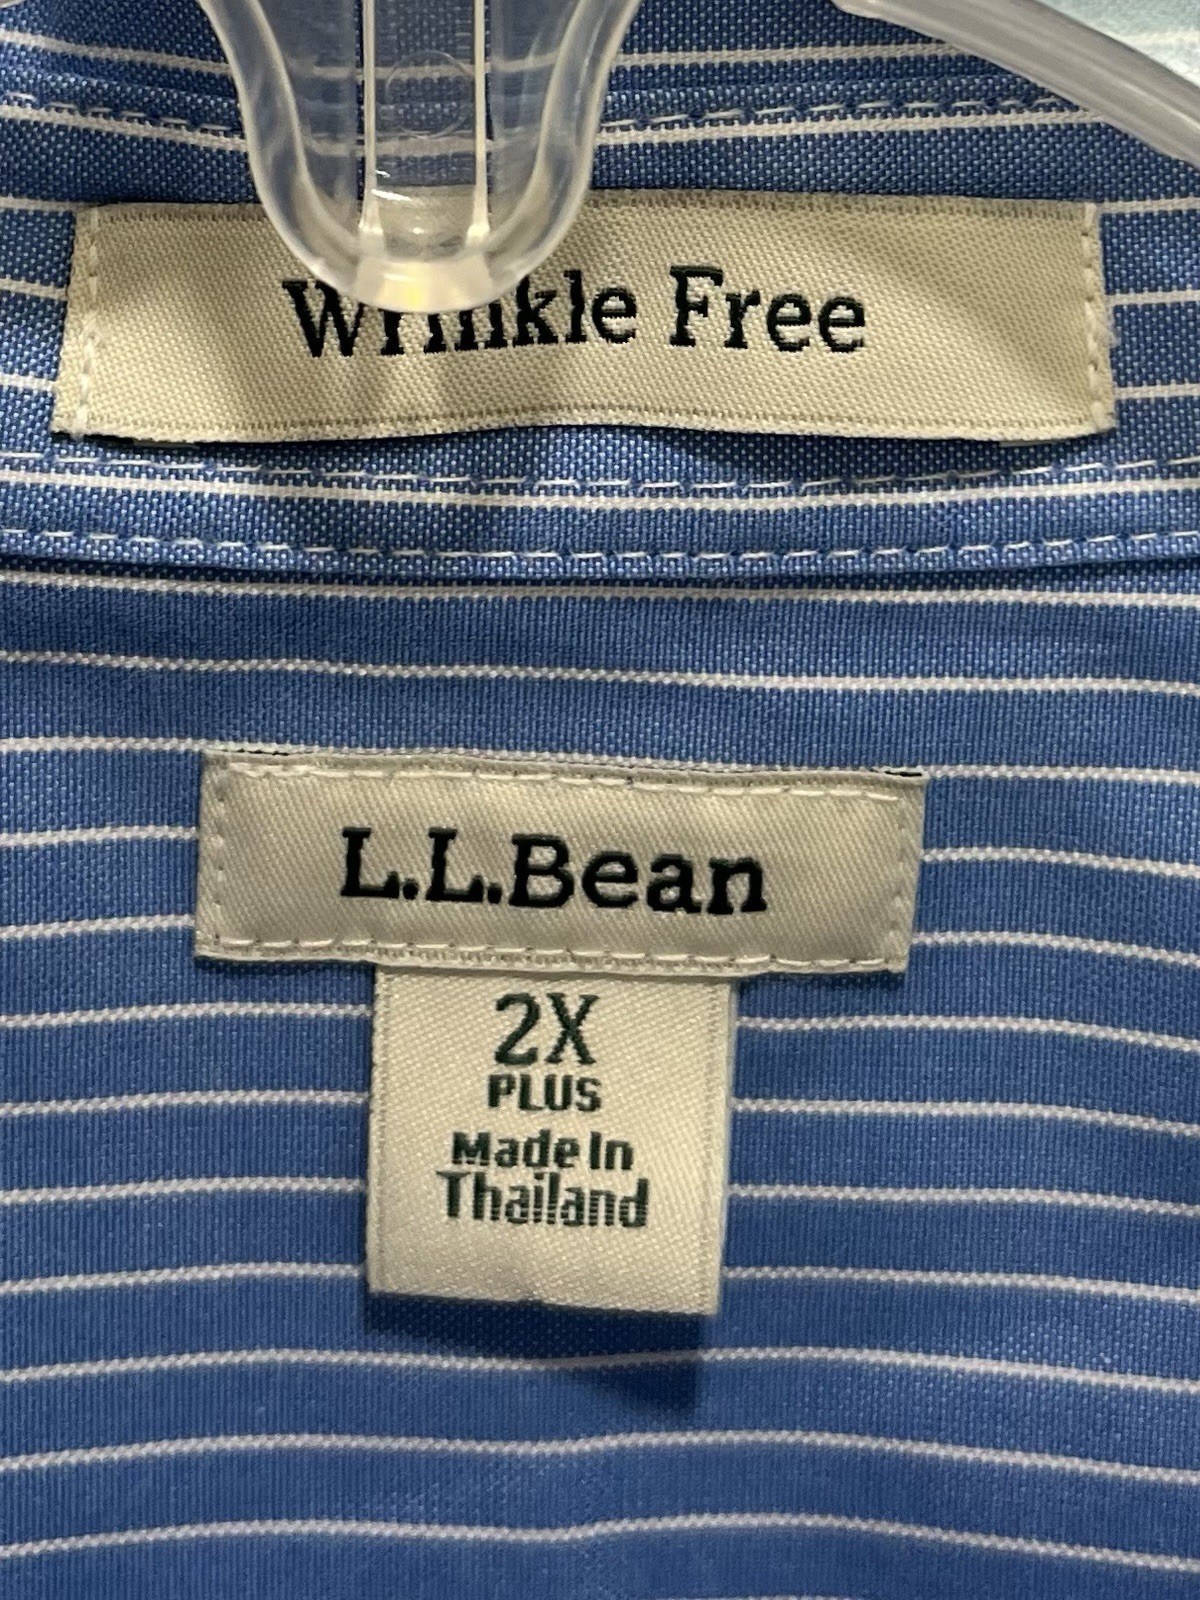 Wrinkle Free
L.L.Bean
2X
PLUS
Made In
Thailand